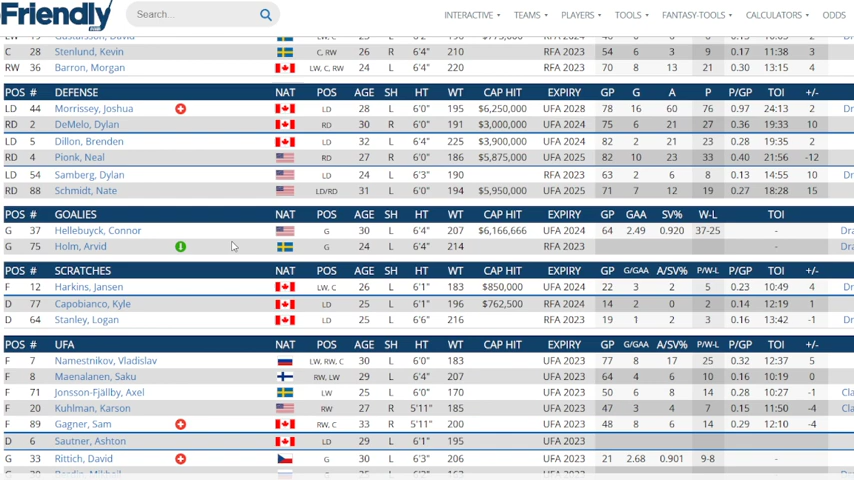 Friendly Search... INTERACTIVE TEAMS PLAYERS TOOLS FANTASY-TOOLS CALCULATORS ODDS
C 28 Stenlund, Kevin C, RW 26 R 6'4" 210 RFA 2023 54 6 3 9 0.17 11:38 3
RW 36 Barron, Morgan LW, C, RW 24 L 6'4" 220 RFA 2023 70 8 13 21 0.30 13:15 4
POS # DEFENSE NAT POS AGE SH HT WT CAP HIT EXPIRY GP G A P P/GP TOI +/-
LD 44 Morrissey, Joshua LD 28 L 6'0" 195 $6,250,000 UFA 2028 78 16 60 76 0.97 24:13 2 Dr
RD 2 DeMelo, Dylan RD 30 R 6'0" 191 $3,000,000 UFA 2024 75 6 21 27 0.36 19:33 10
LD 5 Dillon, Brenden LD 32 L 6'4" 225 $3,900,000 UFA 2024 82 2 21 23 0.28 19:35 2
RD 4 Pionk, Neal RD 27 R 6'0" 186 $5,875,000 UFA 2025 82 10 23 33 0.40 21:56 -12
LD 54 Samberg, Dylan LD 24 L 6'3" 190 RFA 2023 63 2 6 8 0.13 14:55 10 Dr
RD 88 Schmidt, Nate LD/RD 31 L 6'0" 194 $5,950,000 UFA 2025 71 7 12 19 0.27 18:28 15
POS # GOALIES NAT POS AGE SH HT WT CAP HIT EXPIRY GP GAA SV% W-L TOI
G 37 Hellebuyck, Connor G 30 L 6'4" 207 $6,166,666 UFA 2024 64 2.49 0.920 37-25 - Dra
G 75 Holm, Arvid G 24 L 6'4" 214 RFA 2023 - Dra
POS # SCRATCHES NAT POS AGE SH HT WT CAP HIT EXPIRY GP G/GAA A/SV% P/W-L P/GP TOI +/-
F 12 Harkins, Jansen LW, C 26 L 6'1" 183 $850,000 UFA 2024 22 3 2 5 0.23 10:49 4 Dr
D 77 Capobianco, Kyle LD 25 L 6'1" 196 $762,500 UFA 2024 14 2 0 2 0.14 12:19 1 Dr
D 64 Stanley, Logan LD 25 L 6'6" 216 RFA 2024 19 1 2 3 0.16 13:42 -1 Dr
POS # UFA NAT POS AGE SH HT WT CAP HIT EXPIRY GP G/GAA A/SV% P/W-L P/GP TOI +/-
F 7 Namestnikov, Vladislav LW, RW, C 30 L 6'0" 183 UFA 2023 77 8 17 25 0.32 12:37 5
F 8 Maenalanen, Saku RW, LW 29 L 6'4" 207 UFA 2023 64 4 6 10 0.16 10:19 0
F 71 Jonsson-Fjällby, Axel LW 25 L 6'0" 170 UFA 2023 50 6 8 14 0.28 10:27 -1 Cla
F 20 Kuhlman, Karson RW 27 R 5'11" 185 UFA 2023 47 3 4 7 0.15 11:50 -4 Cla
F 89 Gagner, Sam RW, C 33 R 5'11" 200 UFA 2023 48 8 6 14 0.29 12:10 -4
D 6 Sautner, Ashton LD 29 L 6'1" 195 UFA 2023
G 33 Rittich, David G 30 L 6'3" 206 UFA 2023 21 2.68 0.901 9-8 -